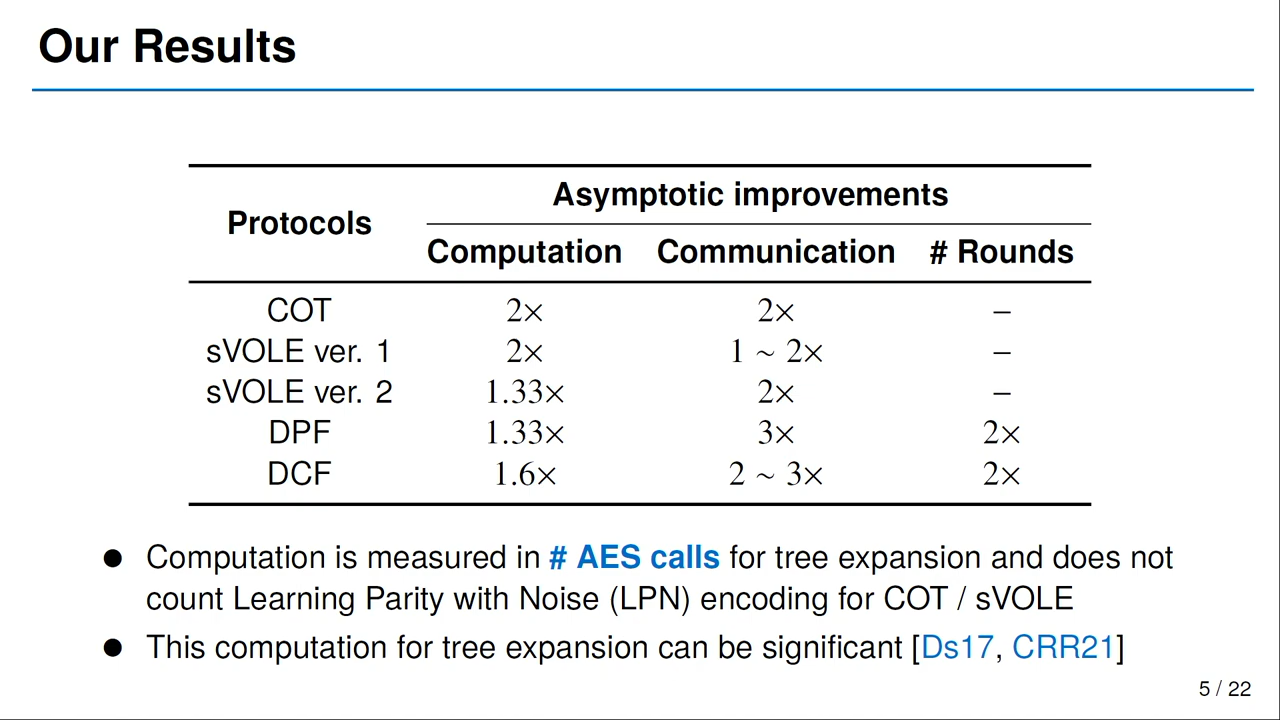 Our Results
Asymptotic improvements
Protocols
Computation Communication # Rounds
COT 2× 2× –
sVOLE ver. 1 2× 1 ~ 2× –
sVOLE ver. 2 1.33× 2× –
DPF 1.33× 3× 2×
DCF 1.6× 2 ~ 3× 2×
● Computation is measured in # AES calls for tree expansion and does not
count Learning Parity with Noise (LPN) encoding for COT / sVOLE
● This computation for tree expansion can be significant [Ds17, CRR21]
5 / 22